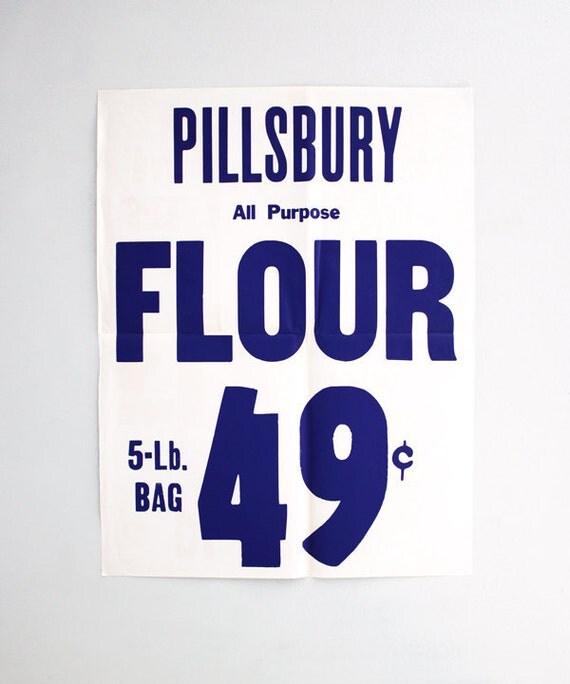 PILLSBURY
All Purpose
FLOUR
5-Lb.
BAG
49¢